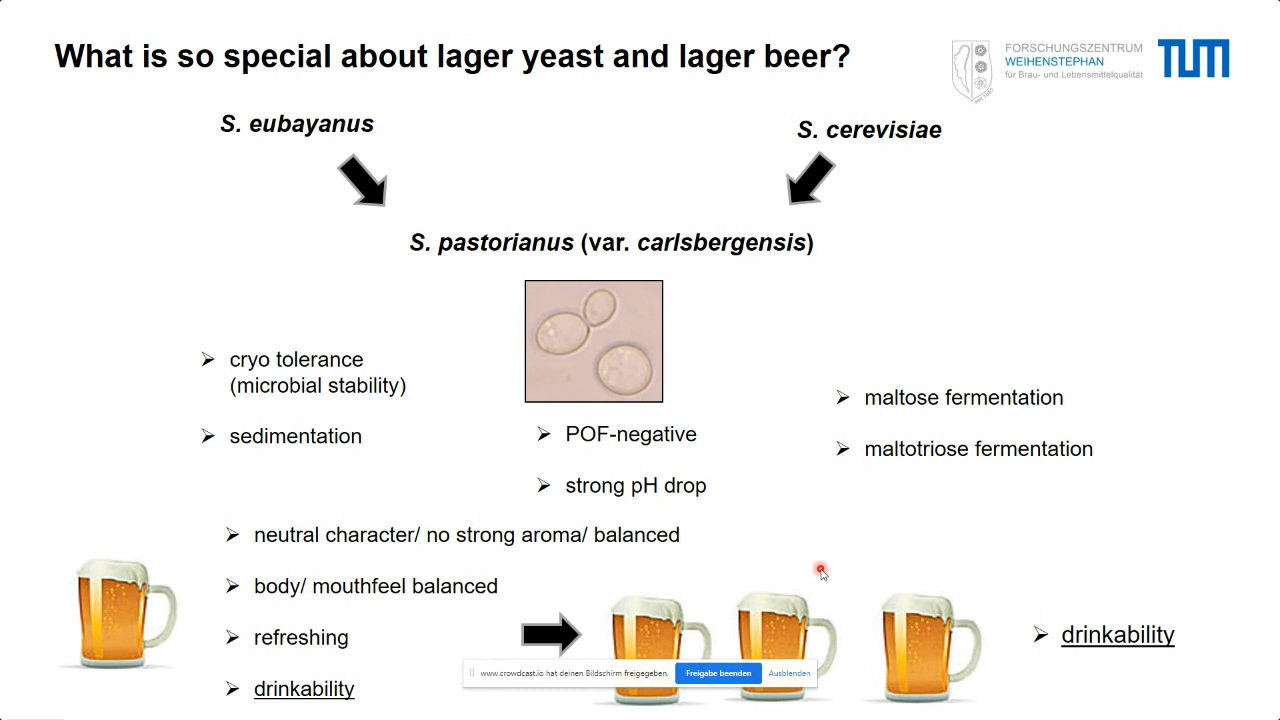 What is so special about lager yeast and lager beer?
FORSCHUNGSZENTRUM
WEIHENSTEPHAN
für Brau- und Lebensmittelqualität
TUM
S. eubayanus
S. cerevisiae
S. pastorianus (var. carlsbergensis)
cryo tolerance
(microbial stability)
sedimentation
POF-negative
strong pH drop
maltose fermentation
maltotriose fermentation
neutral character/ no strong aroma/ balanced
body/ mouthfeel balanced
refreshing
drinkability
drinkability
www.crowdcast.io hat deinen Bildschirm freigegeben.
Freigabe beenden
Ausblenden